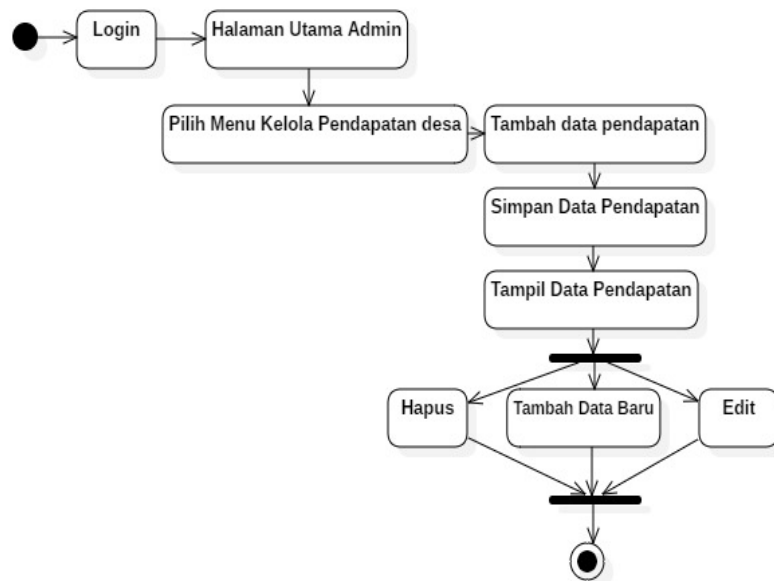 Login
Halaman Utama Admin
Pilih Menu Kelola Pendapatan desa
Tambah data pendapatan
Simpan Data Pendapatan
Tampil Data Pendapatan
Hapus
Tambah Data Baru
Edit